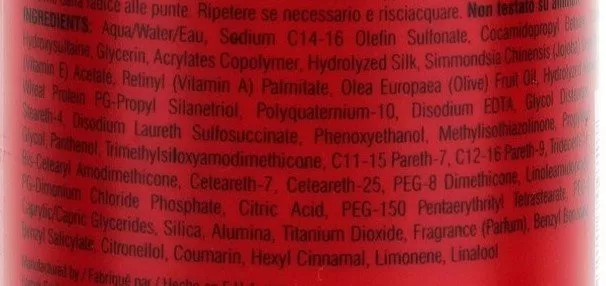 radice alle punte. Ripetere se necessario e risciacquare. Non testato su
INGREDIENTS: Aqua/Water/Eau, Sodium C14-16 Olefin Sulfonate, Cocamidopropyl
Hydroxysultaine, Glycerin, Acrylates Copolymer, Hydrolyzed Silk, Simmondsia Chinensis (Jojoba)
(Vitamin E) Acetate, Retinyl (Vitamin A) Palmitate, Olea Europaea (Olive) Fruit Oil, Hydrolyzed
Wheat Protein PG-Propyl Silanetriol, Polyquaternium-10, Disodium EDTA, Glycol
Steareth-4, Disodium Laureth Sulfosuccinate, Phenoxyethanol, Methylisothiazolinone,
Glycol, Panthenol, Trimethylsiloxyamodimethicone, C11-15 Pareth-7, C12-16 Pareth-9,
Bis-Cetearyl Amodimethicone, Ceteareth-7, Ceteareth-25, PEG-8 Dimethicone,
PG-Dimonium Chloride Phosphate, Citric Acid, PEG-150 Pentaerythrityl Tetrastearate,
Caprylic/Capric Glycerides, Silica, Alumina, Titanium Dioxide, Fragrance (Parfum), Benzyl
Benzyl Salicylate, Citronellol, Coumarin, Hexyl Cinnamal, Limonene, Linalool
Manufactured by / Fabriqué par /